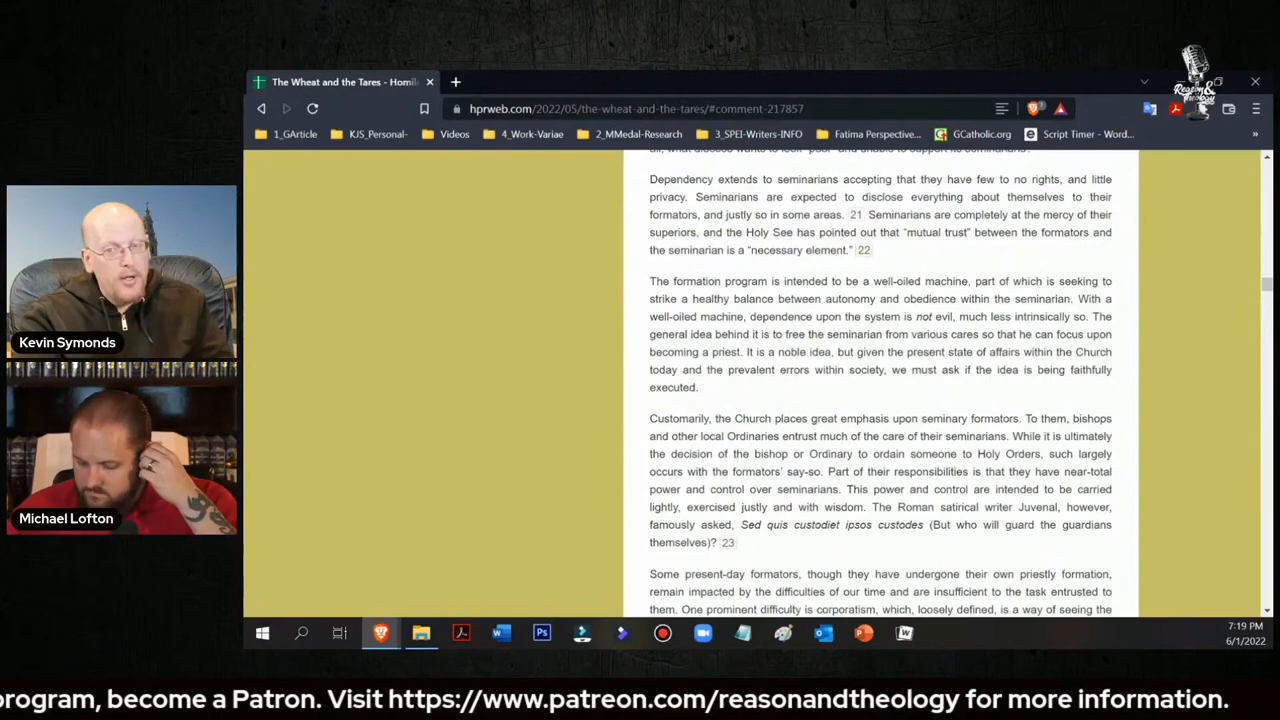 The Wheat and the Tares - Homil
hprweb.com/2022/05/the-wheat-and-the-tares/#comment-217857
Reason&
Theology
1_GArticle
KJS_Personal-
Videos
4_Work-Variae
2_MMedal-Research
3_SPEI-Writers-INFO
Fatima Perspective...
GCatholic.org
Script Timer - Word...
»
Dependency extends to seminarians accepting that they have few to no rights, and little
privacy. Seminarians are expected to disclose everything about themselves to their
formators, and justly so in some areas. 21 Seminarians are completely at the mercy of their
superiors, and the Holy See has pointed out that “mutual trust” between the formators and
the seminarian is a “necessary element.” 22
The formation program is intended to be a well-oiled machine, part of which is seeking to
strike a healthy balance between autonomy and obedience within the seminarian. With a
well-oiled machine, dependence upon the system is not evil, much less intrinsically so. The
general idea behind it is to free the seminarian from various cares so that he can focus upon
becoming a priest. It is a noble idea, but given the present state of affairs within the Church
today and the prevalent errors within society, we must ask if the idea is being faithfully
executed.
Customarily, the Church places great emphasis upon seminary formators. To them, bishops
and other local Ordinaries entrust much of the care of their seminarians. While it is ultimately
the decision of the bishop or Ordinary to ordain someone to Holy Orders, such largely
occurs with the formators’ say-so. Part of their responsibilities is that they have near-total
power and control over seminarians. This power and control are intended to be carried
lightly, exercised justly and with wisdom. The Roman satirical writer Juvenal, however,
famously asked, Sed quis custodiet ipsos custodes (But who will guard the guardians
themselves)? 23
Some present-day formators, though they have undergone their own priestly formation,
remain impacted by the difficulties of our time and are insufficient to the task entrusted to
them. One prominent difficulty is corporatism, which, loosely defined, is a way of seeing the
Kevin Symonds
Michael Lofton
7:19 PM
6/1/2022
program, become a Patron. Visit https://www.patreon.com/reasonandtheology for more information.